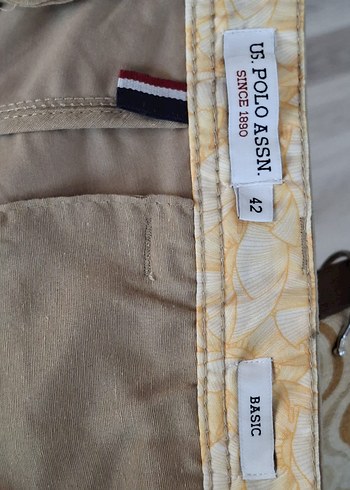 U.S. POLO ASSN.
SINCE 1890
42
BASIC